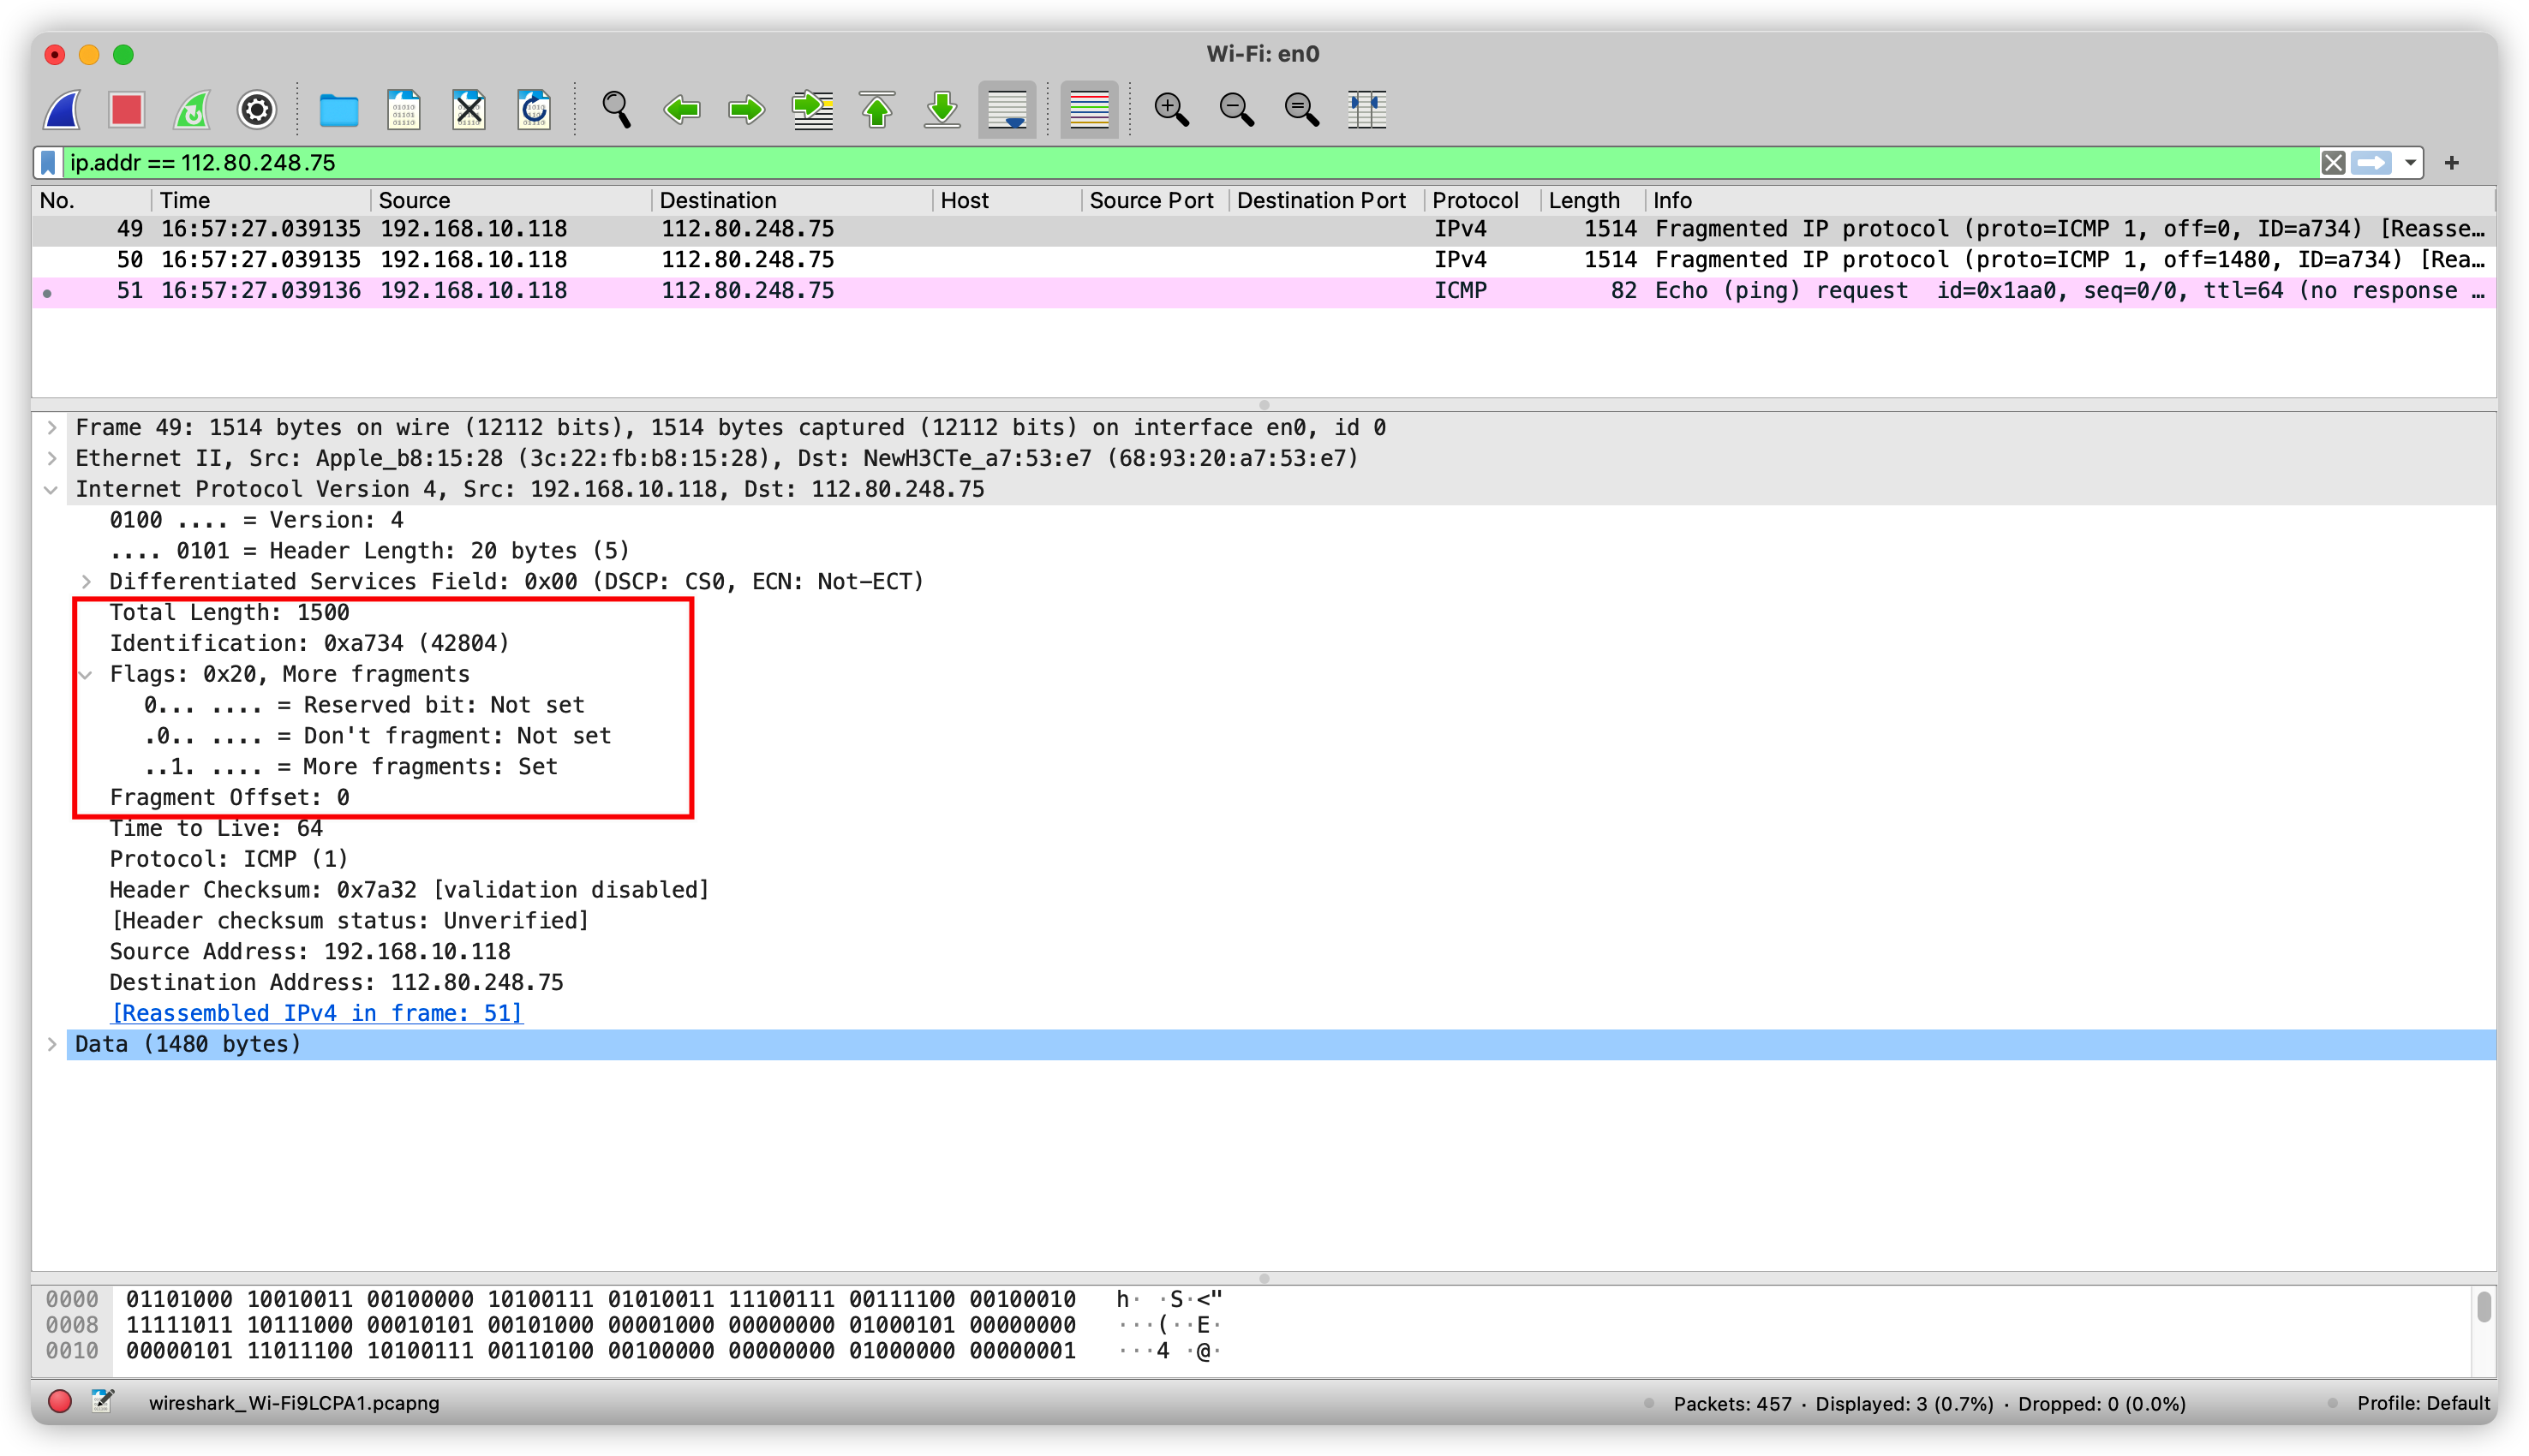 Wi-Fi: en0
ip.addr == 112.80.248.75
No. Time Source Destination Host Source Port Destination Port Protocol Length Info
49 16:57:27.039135 192.168.10.118 112.80.248.75 IPv4 1514 Fragmented IP protocol (proto=ICMP 1, off=0, ID=a734) [Reasse…
50 16:57:27.039135 192.168.10.118 112.80.248.75 IPv4 1514 Fragmented IP protocol (proto=ICMP 1, off=1480, ID=a734) [Rea…
51 16:57:27.039136 192.168.10.118 112.80.248.75 ICMP 82 Echo (ping) request id=0x1aa0, seq=0/0, ttl=64 (no response …
Frame 49: 1514 bytes on wire (12112 bits), 1514 bytes captured (12112 bits) on interface en0, id 0
Ethernet II, Src: Apple_b8:15:28 (3c:22:fb:b8:15:28), Dst: NewH3CTe_a7:53:e7 (68:93:20:a7:53:e7)
Internet Protocol Version 4, Src: 192.168.10.118, Dst: 112.80.248.75
0100 .... = Version: 4
.... 0101 = Header Length: 20 bytes (5)
Differentiated Services Field: 0x00 (DSCP: CS0, ECN: Not-ECT)
Total Length: 1500
Identification: 0xa734 (42804)
Flags: 0x20, More fragments
0... .... = Reserved bit: Not set
.0.. .... = Don't fragment: Not set
..1. .... = More fragments: Set
Fragment Offset: 0
Time to Live: 64
Protocol: ICMP (1)
Header Checksum: 0x7a32 [validation disabled]
[Header checksum status: Unverified]
Source Address: 192.168.10.118
Destination Address: 112.80.248.75
[Reassembled IPv4 in frame: 51]
Data (1480 bytes)
0000 01101000 10010011 00100000 10100111 01010011 11100111 00111100 00100010 h· ·S·<"
0008 11111011 10111000 00010101 00101000 00001000 00000000 01000101 00000000 ···(··E·
0010 00000101 11011100 10100111 00110100 00100000 00000000 01000000 00000001 ···4 ·@·
wireshark_Wi-Fi9LCPA1.pcapng Packets: 457 · Displayed: 3 (0.7%) · Dropped: 0 (0.0%) Profile: Default